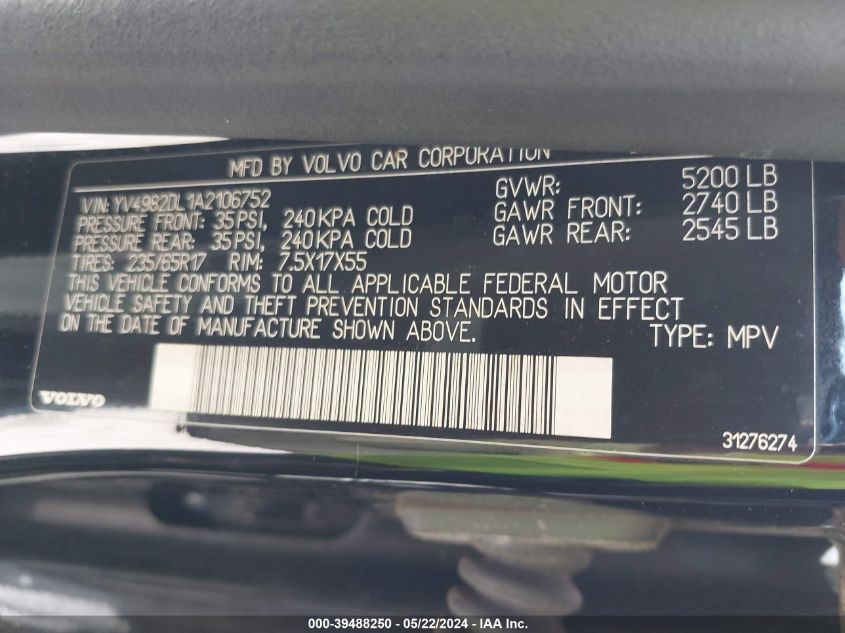 MFD BY VOLVO CAR CORPORATION
VIN: YV4982DL1A2106752
PRESSURE FRONT: 35 PSI, 240 KPA COLD
PRESSURE REAR: 35 PSI, 240 KPA COLD
TIRES: 235/65R17 RIM: 7.5X17X55
GVWR: 5200 LB
GAWR FRONT: 2740 LB
GAWR REAR: 2545 LB
THIS VEHICLE CONFORMS TO ALL APPLICABLE FEDERAL MOTOR
VEHICLE SAFETY AND THEFT PREVENTION STANDARDS IN EFFECT
ON THE DATE OF MANUFACTURE SHOWN ABOVE.
TYPE: MPV
VOLVO
31276274
000-39488250 - 05/22/2024 - IAA Inc.